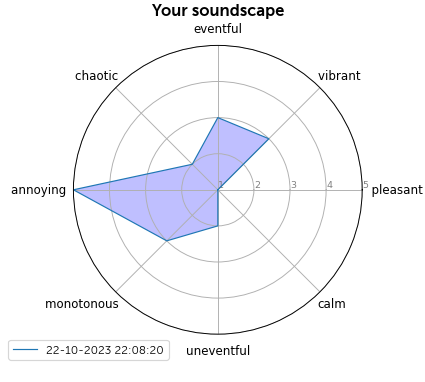 Your soundscape
eventful
chaotic
vibrant
annoying
1 2 3 4 5
pleasant
monotonous
calm
22-10-2023 22:08:20
uneventful